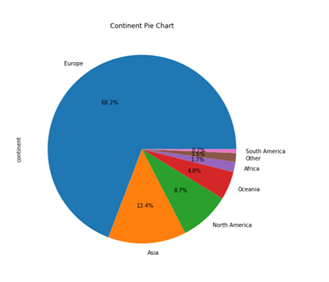 Continent Pie Chart
Europe
69.2%
continent
South America
Other
1.7%
Africa
4.8%
Oceania
8.7%
North America
13.4%
Asia